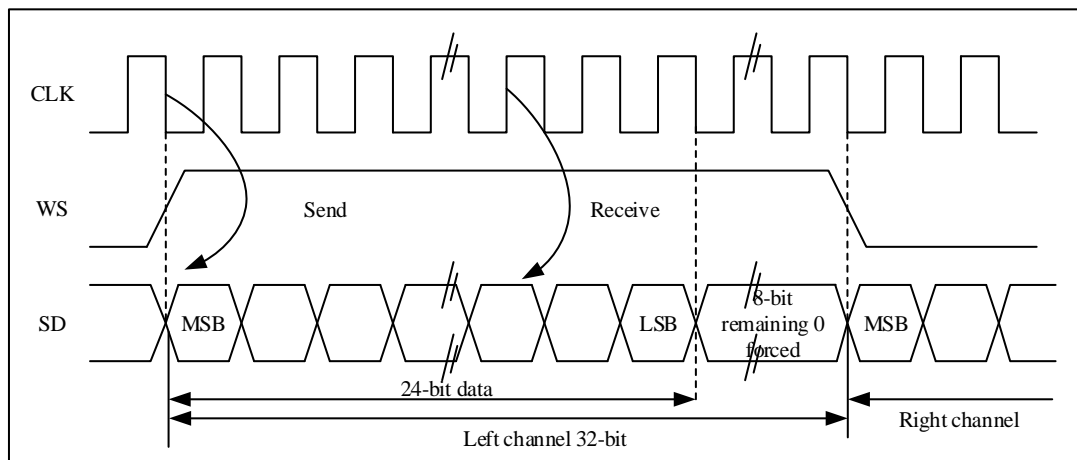 CLK
WS
Send
Receive
SD
MSB
LSB
8-bit
remaining 0
forced
MSB
24-bit data
Left channel 32-bit
Right channel